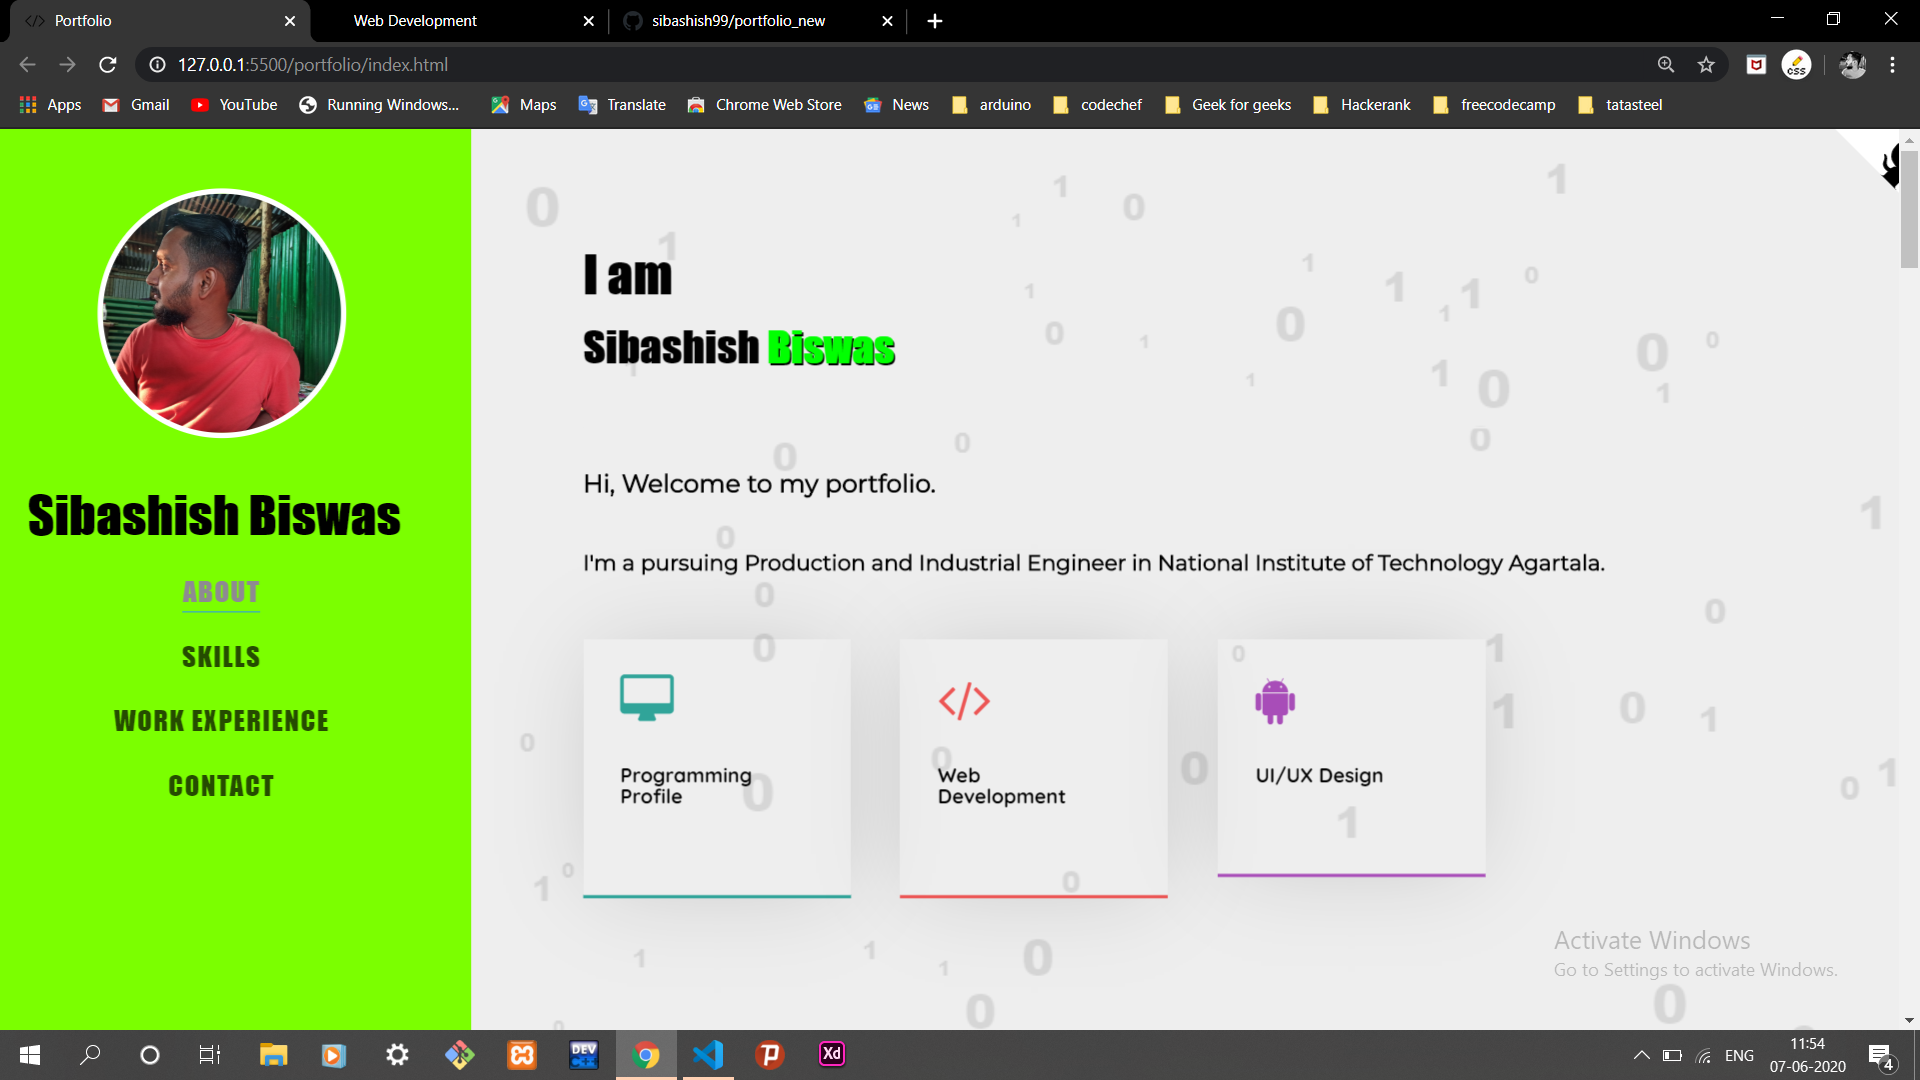 Portfolio
Web Development
sibashish99/portfolio_new
127.0.0.1:5500/portfolio/index.html
CSS
Apps
Gmail
YouTube
Running Windows...
Maps
Translate
Chrome Web Store
News
arduino
codechef
Geek for geeks
Hackerank
freecodecamp
tatasteel
Sibashish Biswas
ABOUT
SKILLS
WORK EXPERIENCE
CONTACT
I am
Sibashish Biswas
Hi, Welcome to my portfolio.
I'm a pursuing Production and Industrial Engineer in National Institute of Technology Agartala.
Programming
Profile
Web
Development
UI/UX Design
Activate Windows
Go to Settings to activate Windows.
DEV
C++
Xd
ENG
11:54
07-06-2020
4